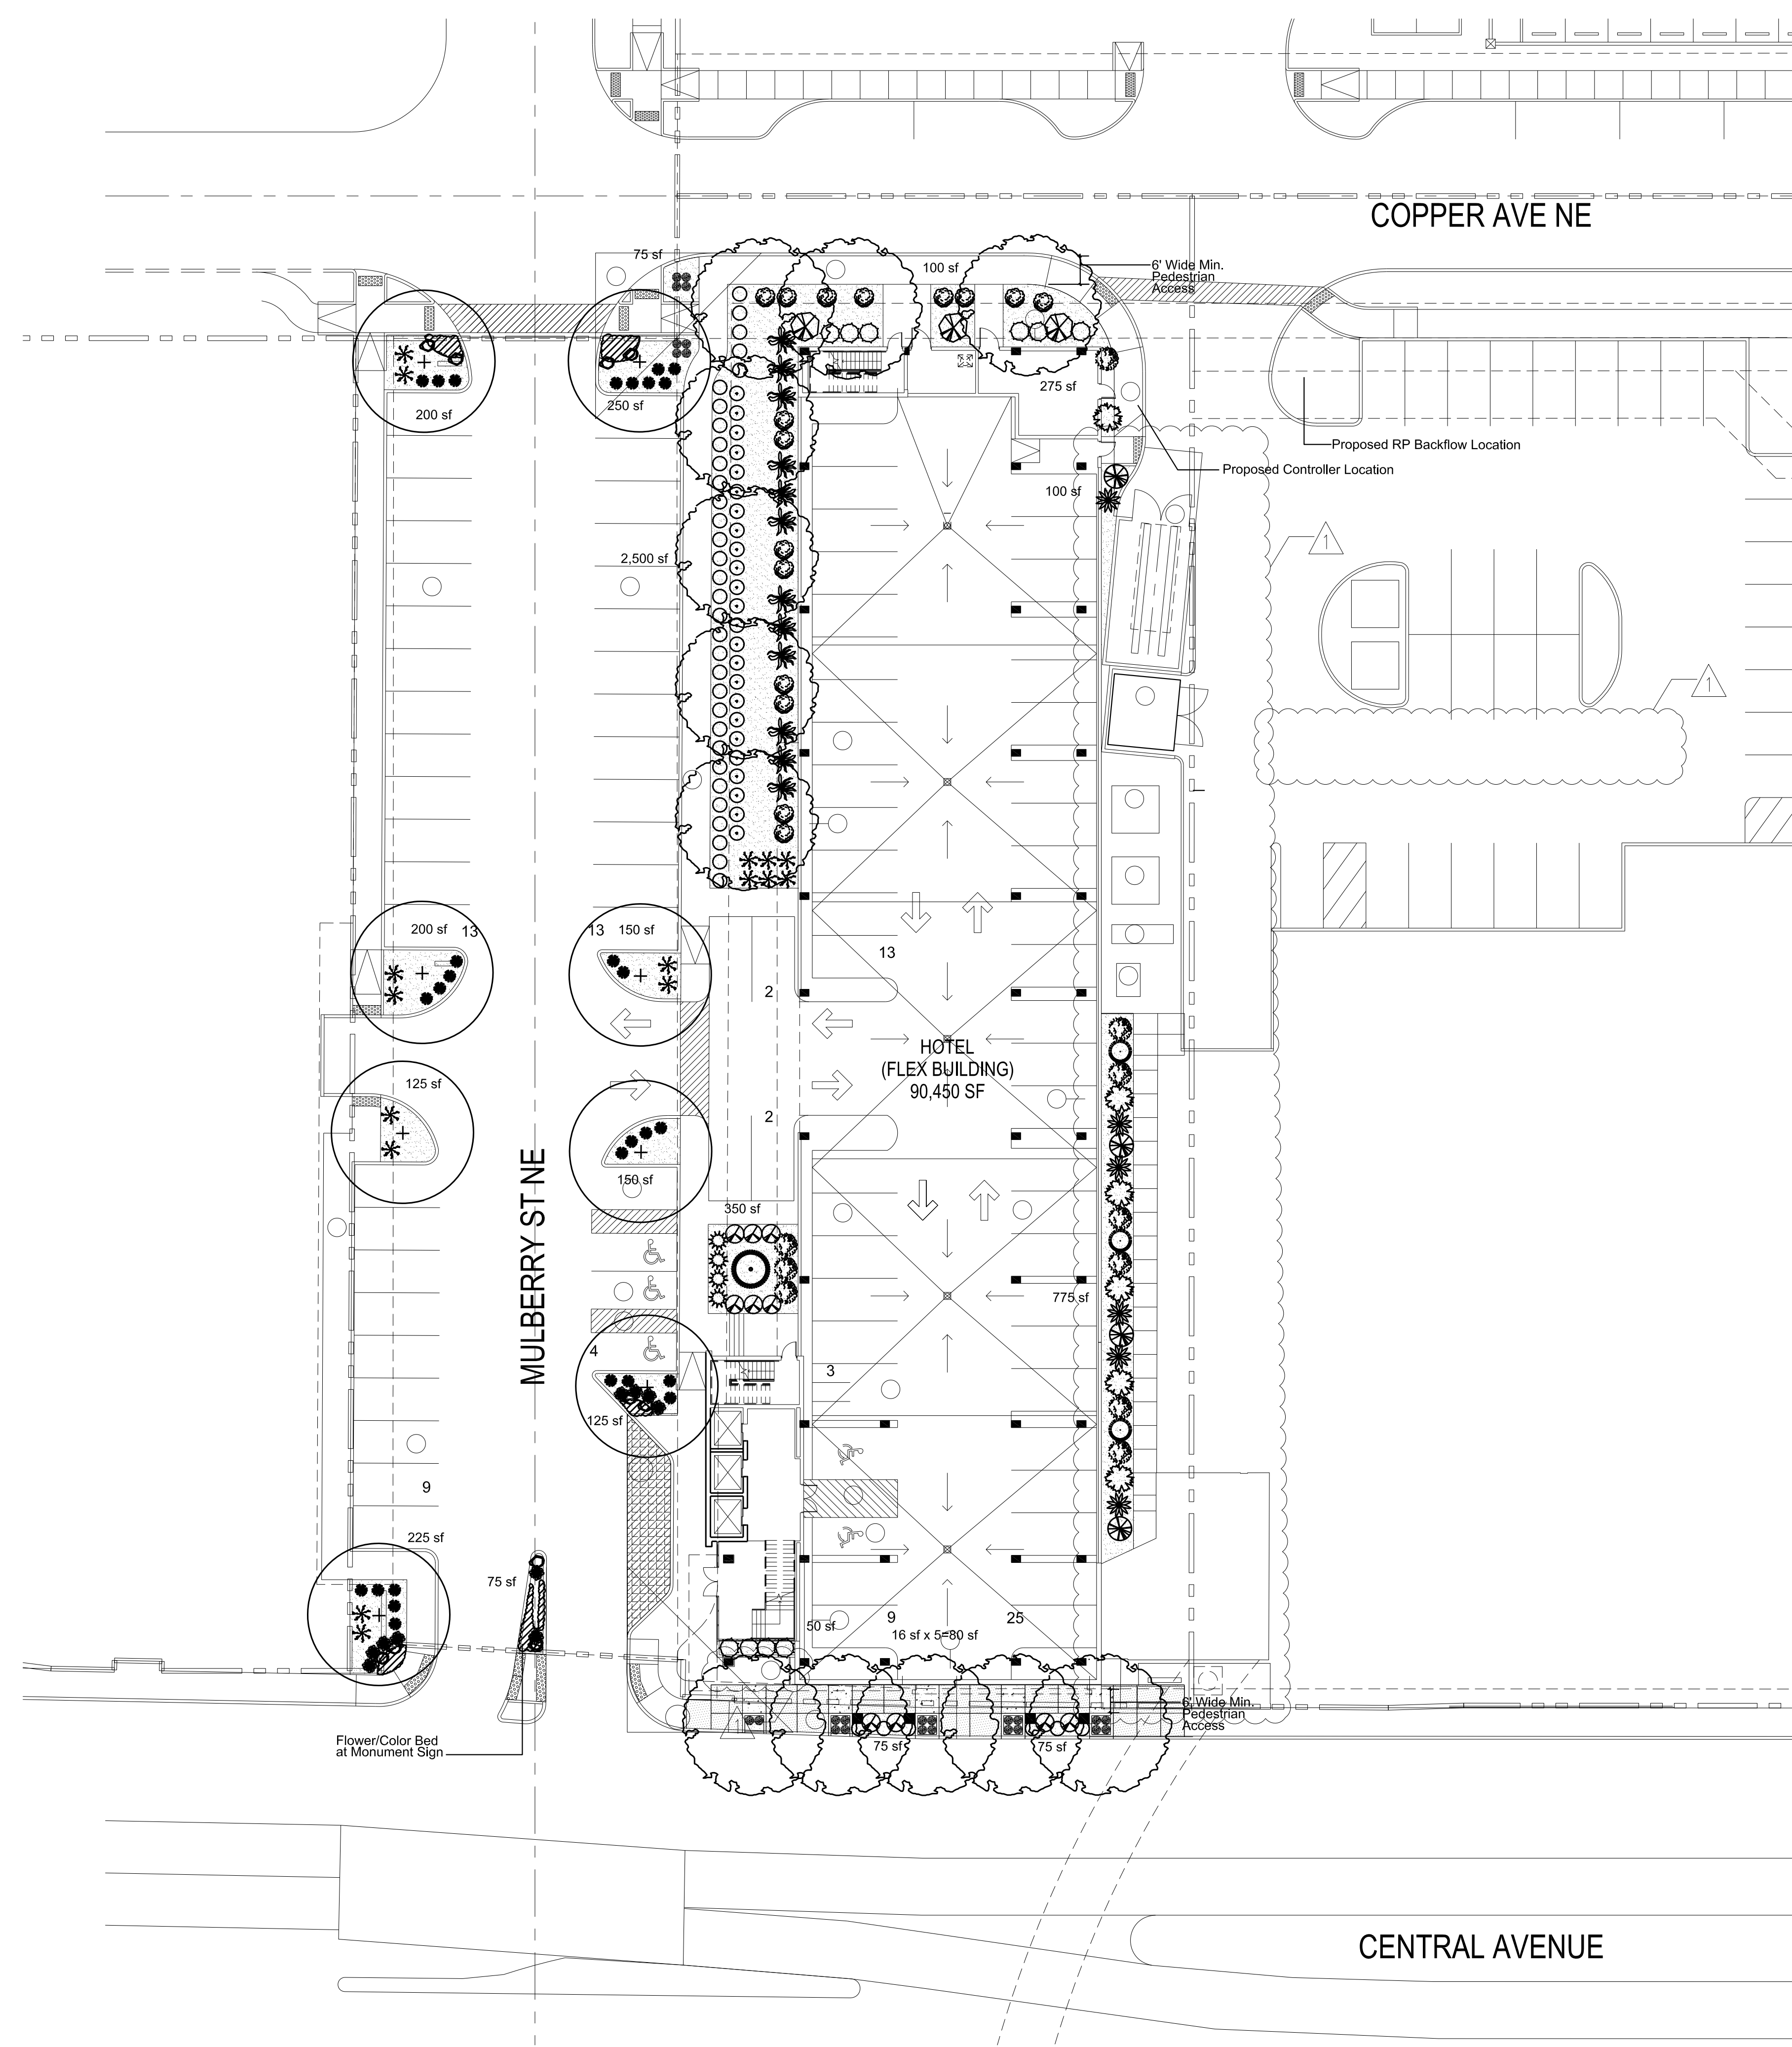 COPPER AVE NE
75 sf
100 sf
6' Wide Min.
Pedestrian
Access
200 sf
250 sf
275 sf
Proposed RP Backflow Location
Proposed Controller Location
100 sf
1
2,500 sf
1
200 sf
13
13
150 sf
13
2
HOTEL
(FLEX BUILDING)
90,450 SF
125 sf
2
MULBERRY ST NE
150 sf
350 sf
775 sf
4
3
125 sf
9
225 sf
75 sf
50 sf
9
25
16 sf x 5=80 sf
6' Wide Min.
Pedestrian
Access
1
Flower/Color Bed
at Monument Sign
75 sf
75 sf
CENTRAL AVENUE